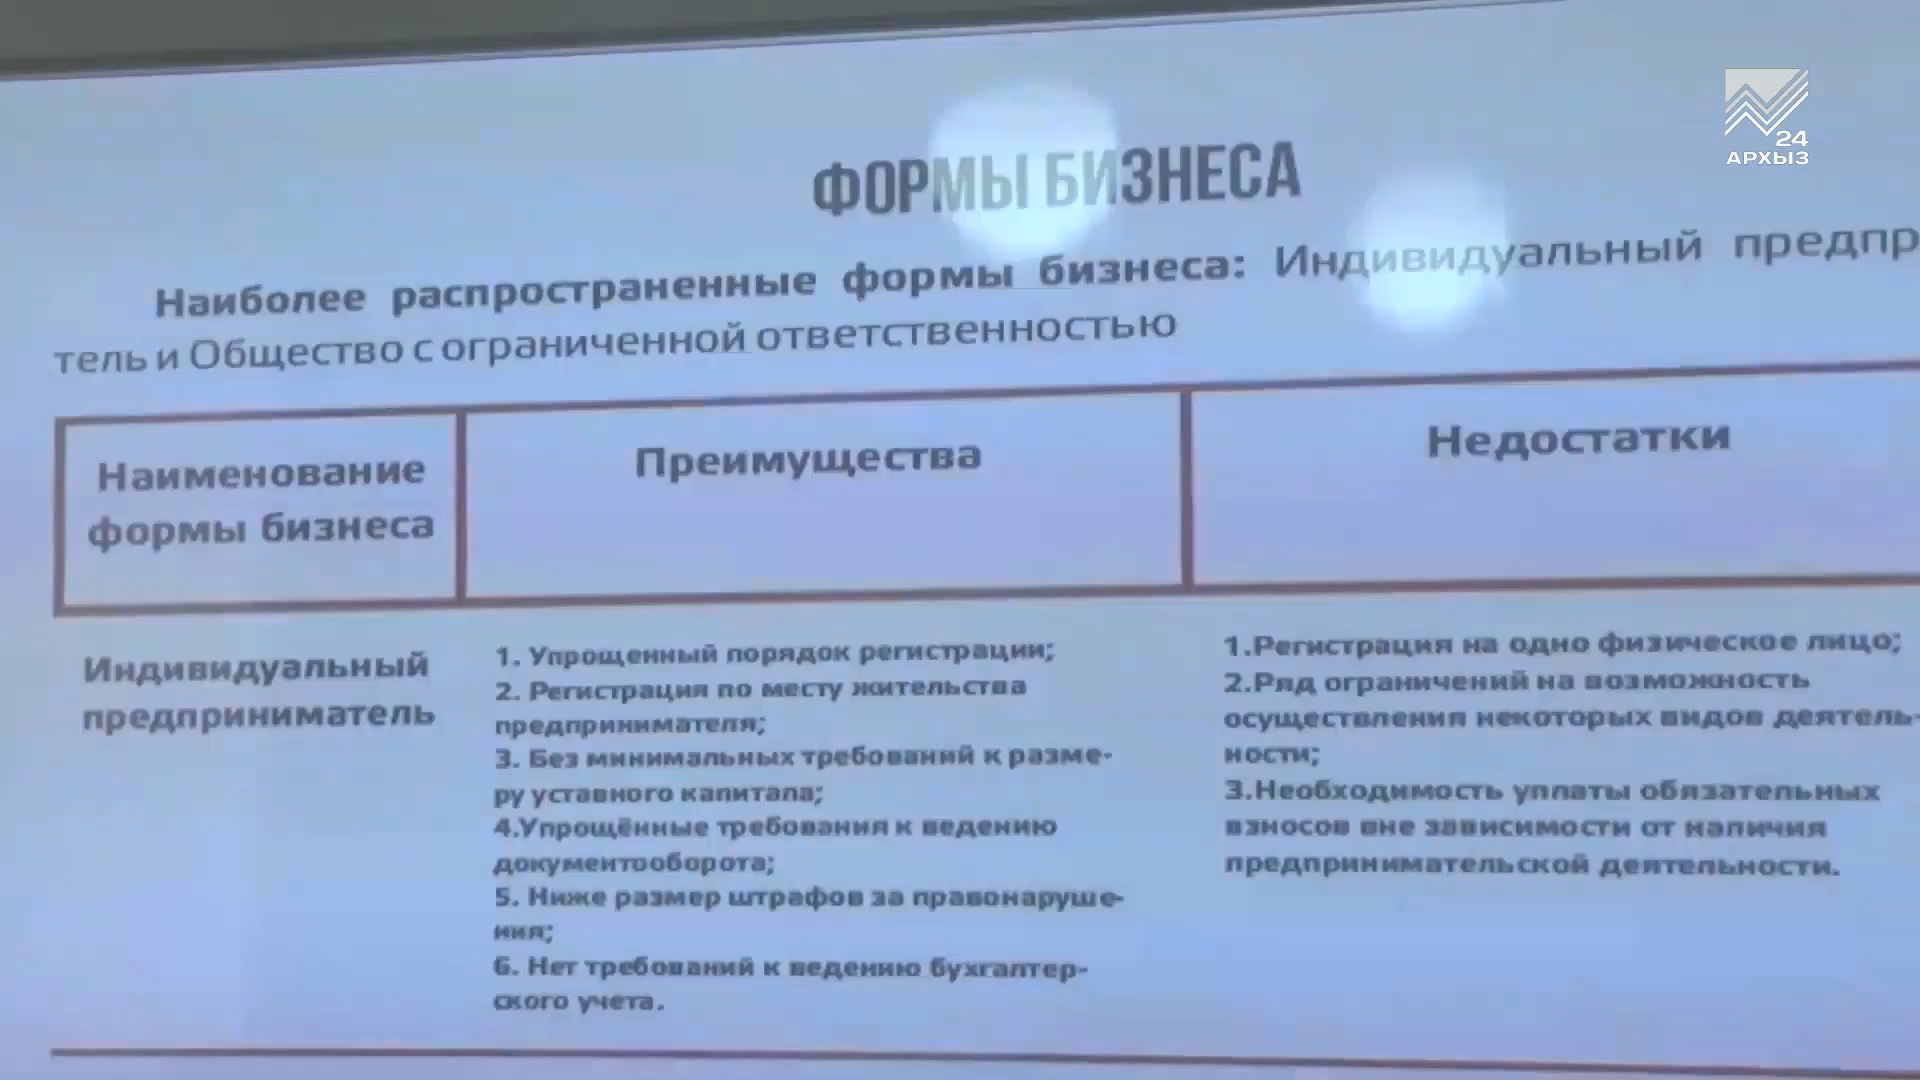 24
АРХЫЗ
ФОРМЫ БИЗНЕСА
Наиболее распространенные формы бизнеса: Индивидуальный предпр
тель и Общество с ограниченной ответственностью
Наименование
формы бизнеса
Преимущества
Недостатки
Индивидуальный
предприниматель
1. Упрощенный порядок регистрации;
2. Регистрация по месту жительства
предпринимателя;
3. Без минимальных требований к разме-
ру уставного капитала;
4.Упрощённые требования к ведению
документооборота;
5. Ниже размер штрафов за правонаруше-
ния;
6. Нет требований к ведению бухгалтер-
ского учета.
1.Регистрация на одно физическое лицо;
2.Ряд ограничений на возможность
осуществления некоторых видов деятель-
ности;
3.Необходимость уплаты обязательных
взносов вне зависимости от наличия
предпринимательской деятельности.